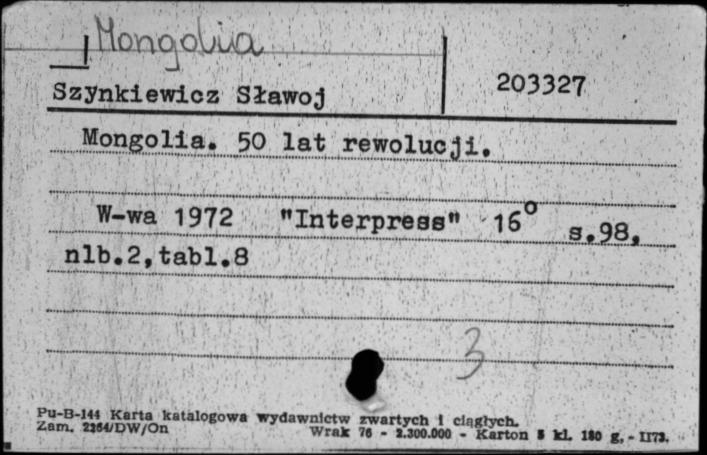 Mongolia
Szynkiewicz Sławoj
203327
Mongolia. 50 lat rewolucji.
W-wa 1972 "Interpress" 16° s.98,
nlb.2,tabl.8
3
Pu-B-144 Karta katalogowa wydawnictw zwartych i ciągłych.
Zam. 2264/DW/On Wrak 76 - 2.300.000 - Karton 5 kl. 180 g. - II73.